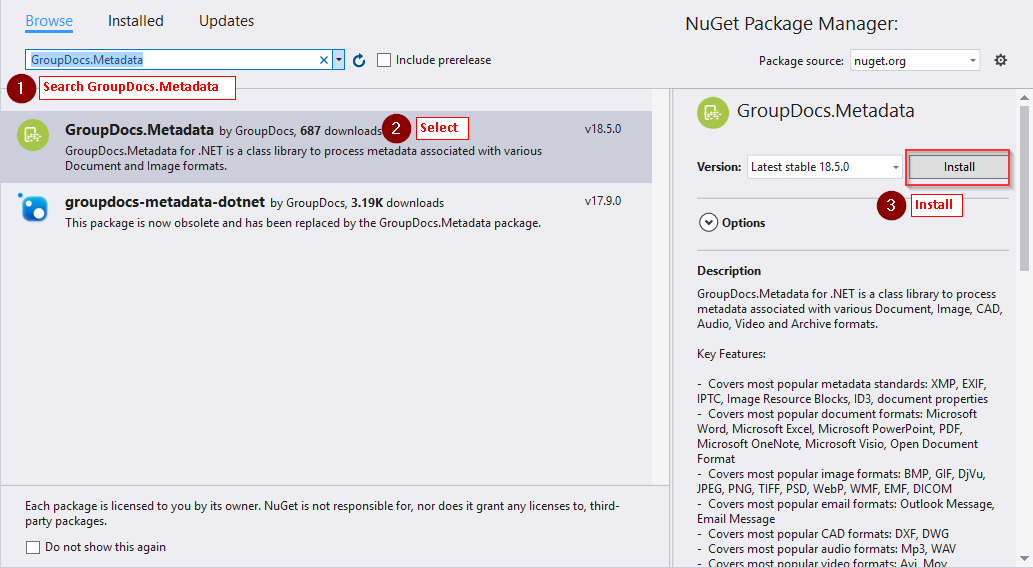 Browse Installed Updates
NuGet Package Manager:
GroupDocs.Metadata
Include prerelease
Package source: nuget.org
1 Search GroupDocs.Metadata
GroupDocs.Metadata by GroupDocs, 687 downloads
2 Select
v18.5.0
GroupDocs.Metadata for .NET is a class library to process metadata associated with various
Document and Image formats.
groupdocs-metadata-dotnet by GroupDocs, 3.19K downloads
v17.9.0
This package is now obsolete and has been replaced by the GroupDocs.Metadata package.
Each package is licensed to you by its owner. NuGet is not responsible for, nor does it grant any licenses to, third-
party packages.
Do not show this again
GroupDocs.Metadata
Version: Latest stable 18.5.0 Install
3 Install
Options
Description
GroupDocs.Metadata for .NET is a class library to process
metadata associated with various Document, Image, CAD,
Audio, Video and Archive formats.
Key Features:
- Covers most popular metadata standards: XMP, EXIF,
IPTC, Image Resource Blocks, ID3, document properties
- Covers most popular document formats: Microsoft
Word, Microsoft Excel, Microsoft PowerPoint, PDF,
Microsoft OneNote, Microsoft Visio, Open Document
Format
- Covers most popular image formats: BMP, GIF, DjVu,
JPEG, PNG, TIFF, PSD, WebP, WMF, EMF, DICOM
- Covers most popular email formats: Outlook Message,
Email Message
- Covers most popular CAD formats: DXF, DWG
- Covers most popular audio formats: Mp3, WAV
- Covers most popular video formats: Avi, Mov